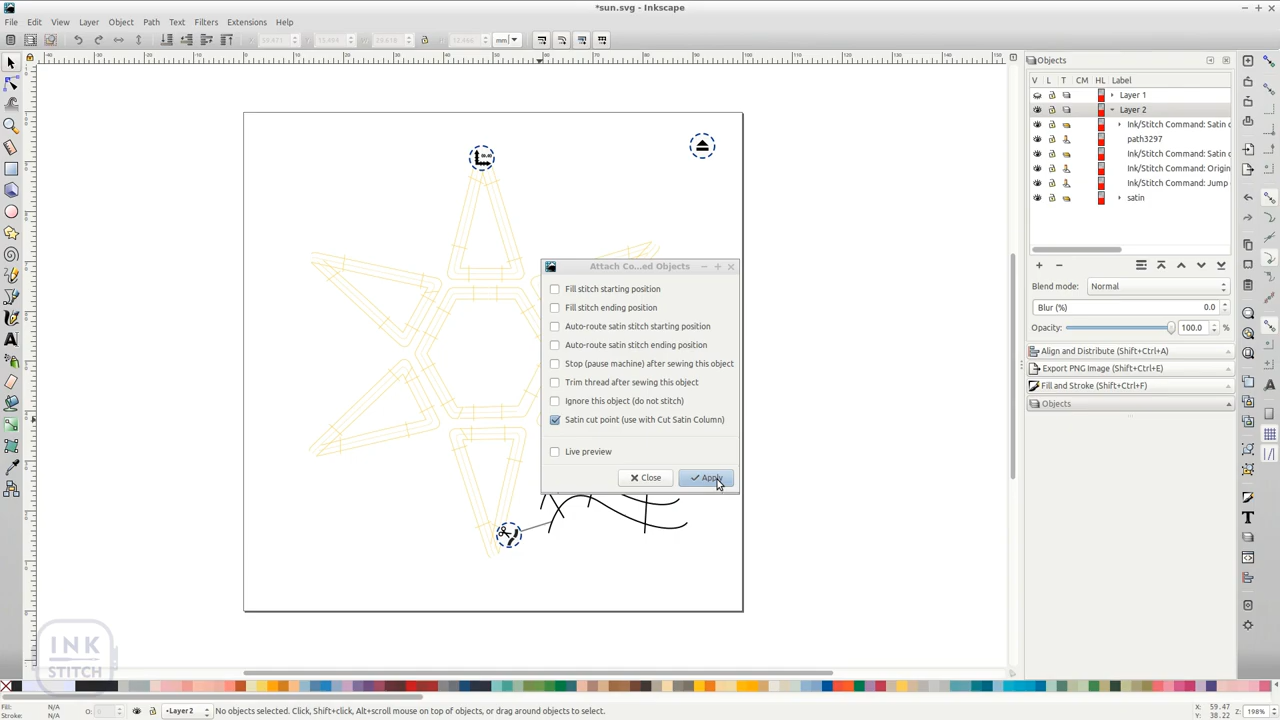 *sun.svg - Inkscape
File Edit View Layer Object Path Text Filters Extensions Help
mm
Objects
V L T CM HL Label
Layer 1
Layer 2
Ink/Stitch Command: Satin c
path3297
Ink/Stitch Command: Satin c
Ink/Stitch Command: Origin
Ink/Stitch Command: Jump
satin
Attach Co...ed Objects
Fill stitch starting position
Fill stitch ending position
Auto-route satin stitch starting position
Auto-route satin stitch ending position
Stop (pause machine) after sewing this object
Trim thread after sewing this object
Ignore this object (do not stitch)
Satin cut point (use with Cut Satin Column)
Live preview
Close Apply
Blend mode: Normal
Blur (%) 0.0
Opacity: 100.0 %
Align and Distribute (Shift+Ctrl+A)
Export PNG Image (Shift+Ctrl+E)
Fill and Stroke (Shift+Ctrl+F)
Objects
INK
STITCH
Fill: N/A
Stroke: N/A
O:
Layer2
No objects selected. Click, Shift+click, Alt+scroll mouse on top of objects, or drag around objects to select.
X: 59.47
Y: 38.22
Z: 198%